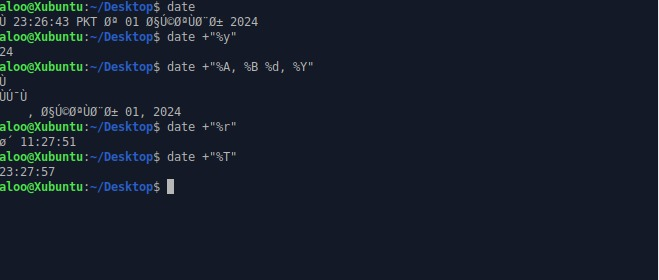 aloo@Xubuntu:~/Desktop$ date
Ù 23:26:43 PKT Øª 01 Ø§Ú©ØªÙØ¨Ø± 2024
aloo@Xubuntu:~/Desktop$ date +"%y"
24
aloo@Xubuntu:~/Desktop$ date +"%A, %B %d, %Y"
Ù
ÙÚ¯Ù
, Ø§Ú©ØªÙØ¨Ø± 01, 2024
aloo@Xubuntu:~/Desktop$ date +"%r"
ø´ 11:27:51
aloo@Xubuntu:~/Desktop$ date +"%T"
23:27:57
aloo@Xubuntu:~/Desktop$